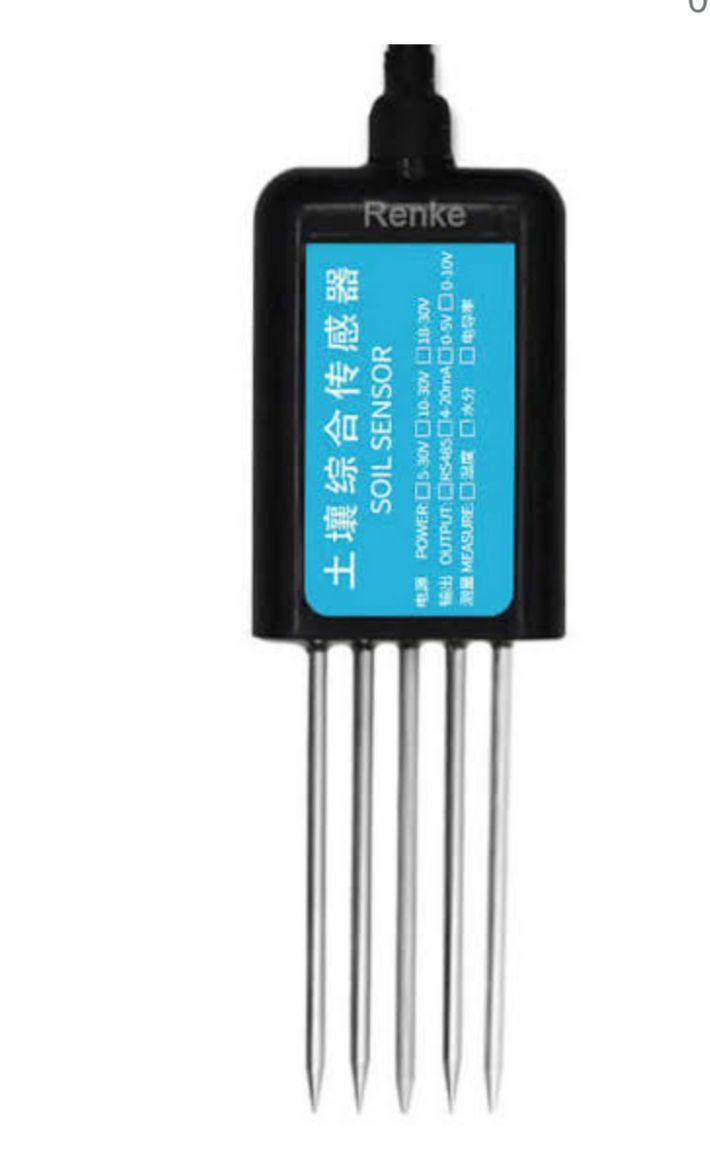 Renke
土壤综合传感器
SOIL SENSOR
电源 POWER: □ 5-30V □ 10-30V □ 18-30V
输出 OUTPUT: □ RS485 □ 4-20mA □ 0-5V □ 0-10V
测量 MEASURE: □ 温度 □ 水分 □ 电导率